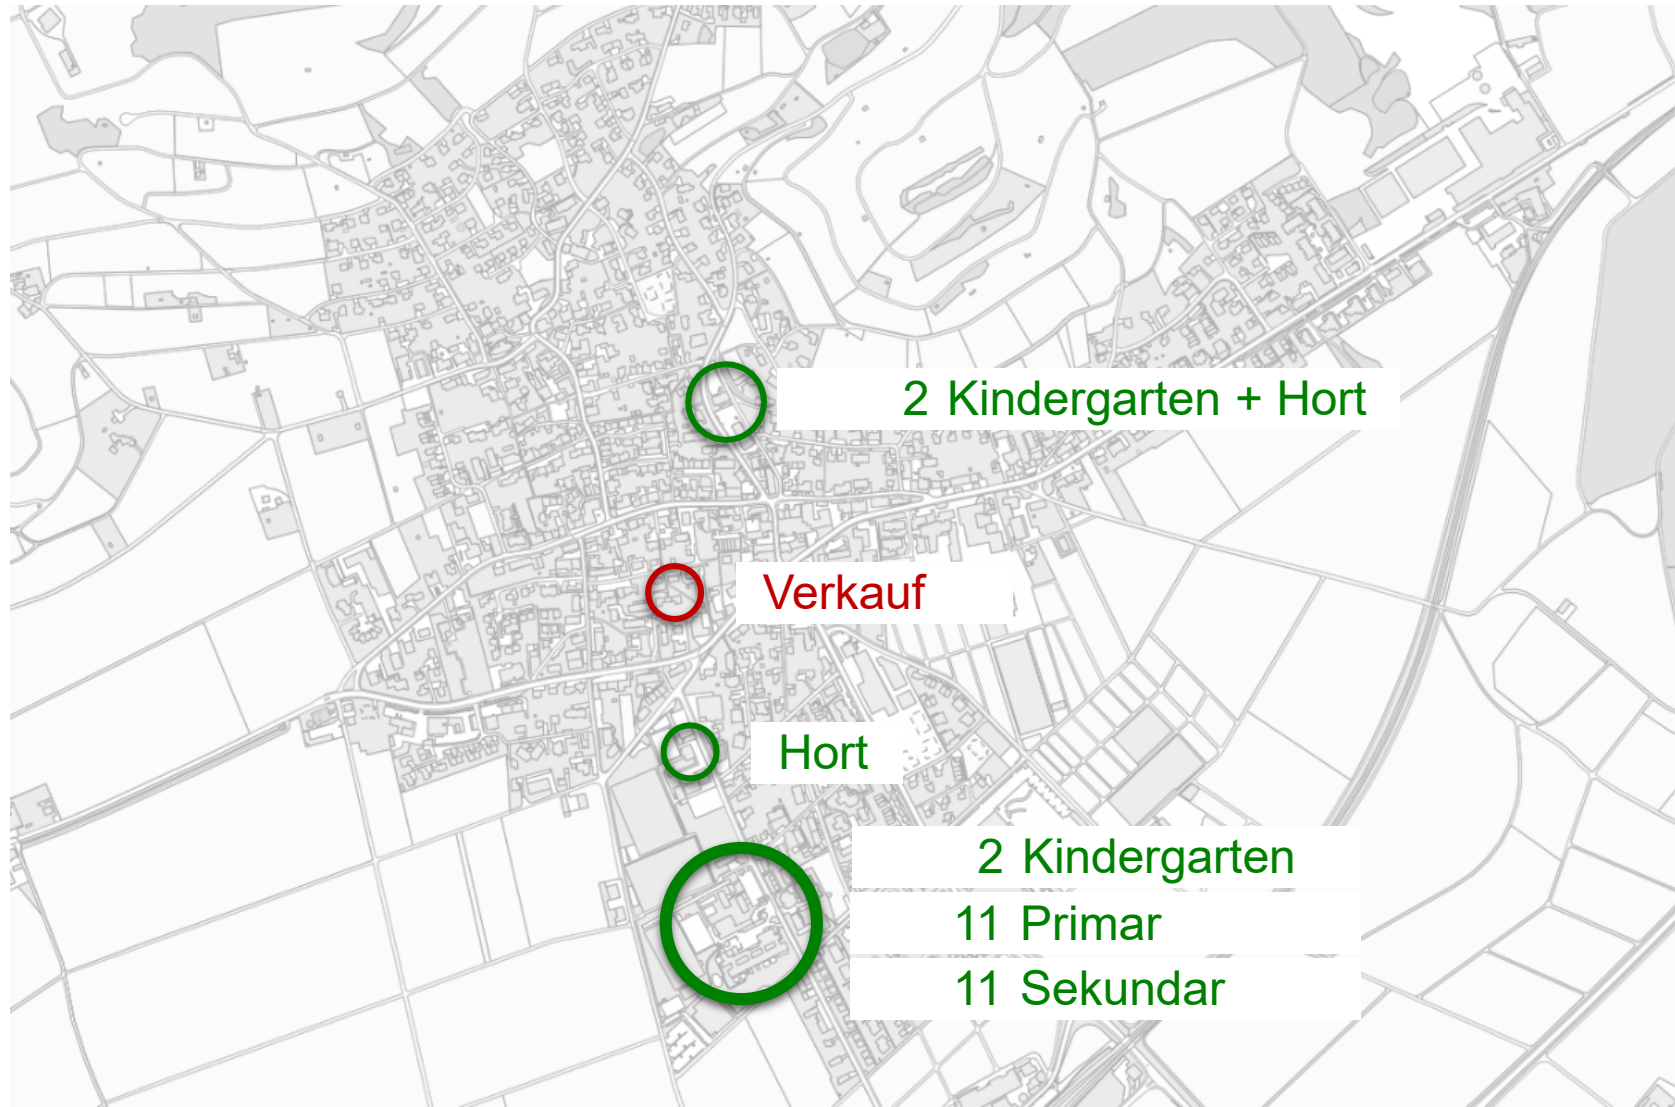 2 Kindergarten + Hort
Verkauf
Hort
2 Kindergarten
11 Primar
11 Sekundar